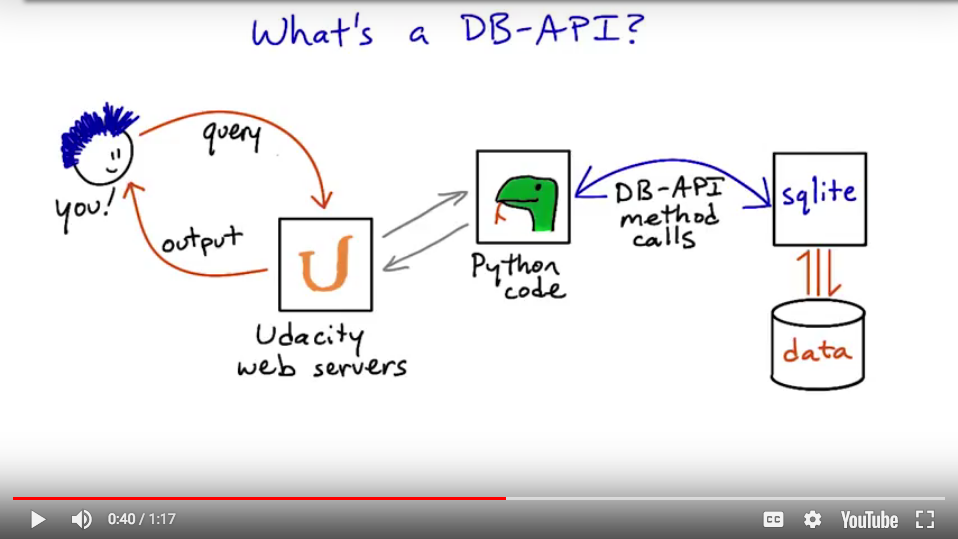 What's a DB-API?
query
you!
output
U
Udacity
web servers
Python
code
DB-API
method
calls
sqlite
data
0:40 / 1:17
CC
YouTube